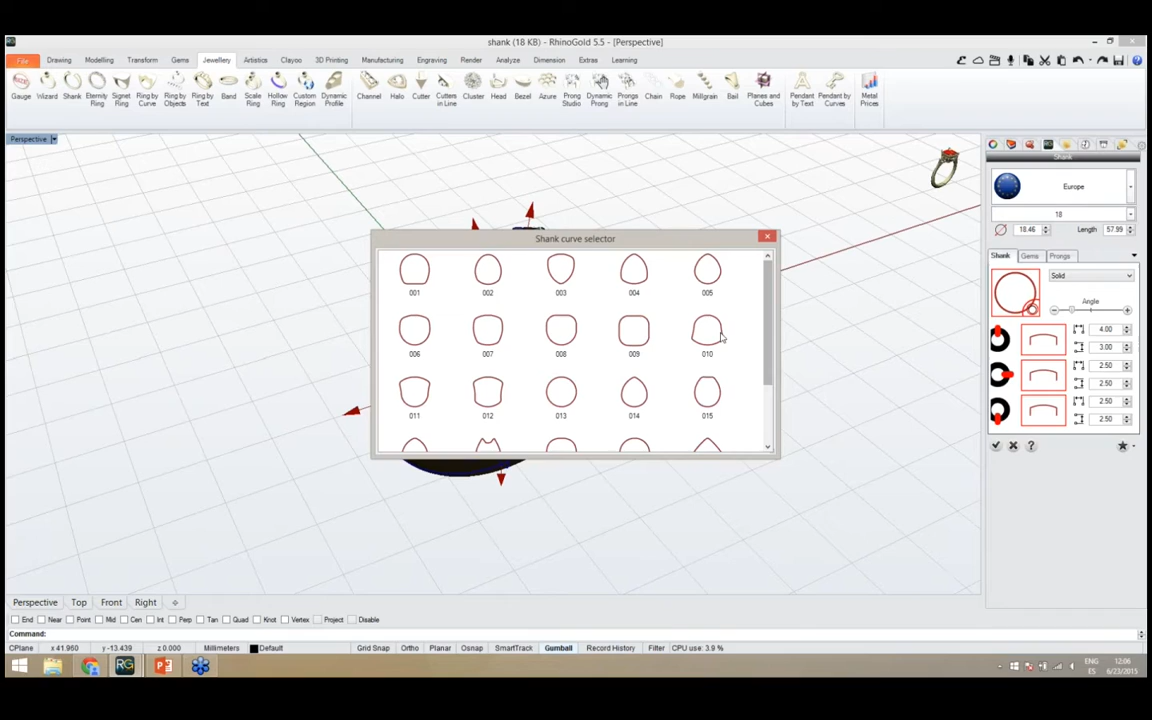 shank (18 KB) - RhinoGold 5.5 - [Perspective]
File Drawing Modelling Transform Gems Jewellery Artistics Clayoo 3D Printing Manufacturing Engraving Render Analyze Dimension Extras Learning
Gauge Wizard Shank Eternity Ring Signet Ring Ring by Curve Ring by Objects Ring by Text Band Scale Ring Hollow Ring Custom Region Dynamic Profile Channel Halo Cutter Cutters in Line Cluster Head Bezel Azure Prong Studio Dynamic Prong Prongs in Line Chain Rope Millgrain Bail Planes and Cubes Pendant by Text Pendant by Curves Metal Prices
Perspective
Shank
Europe
18
18.46 Length 57.99
Shank Gems Prongs
Solid
Angle
4.00
3.00
2.50
2.50
2.50
2.50
Shank curve selector
001 002 003 004 005
006 007 008 009 010
011 012 013 014 015
Perspective Top Front Right
End Near Point Mid Cen Int Perp Tan Quad Knot Vertex Project Disable
Command:
CPlane x 41.960 y -13.439 z 0.000 Millimeters Default Grid Snap Ortho Planar Osnap SmartTrack Gumball Record History Filter CPU use: 3.9 %
RG
ENG
ES
12:06
6/23/2015